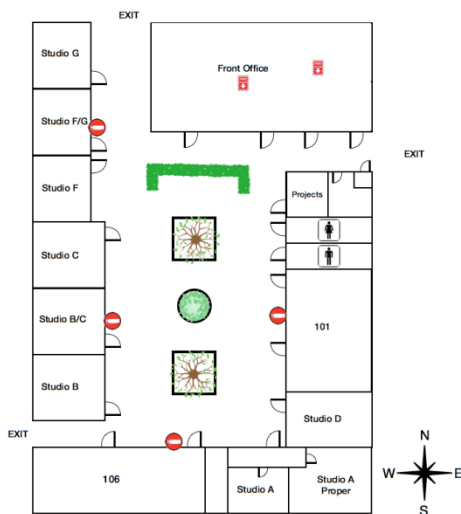 EXIT
Studio G
Front Office
Studio F/G
EXIT
Studio F
Projects
Studio C
Studio B/C
101
Studio B
Studio D
EXIT
N
W
E
S
106
Studio A
Studio A
Proper